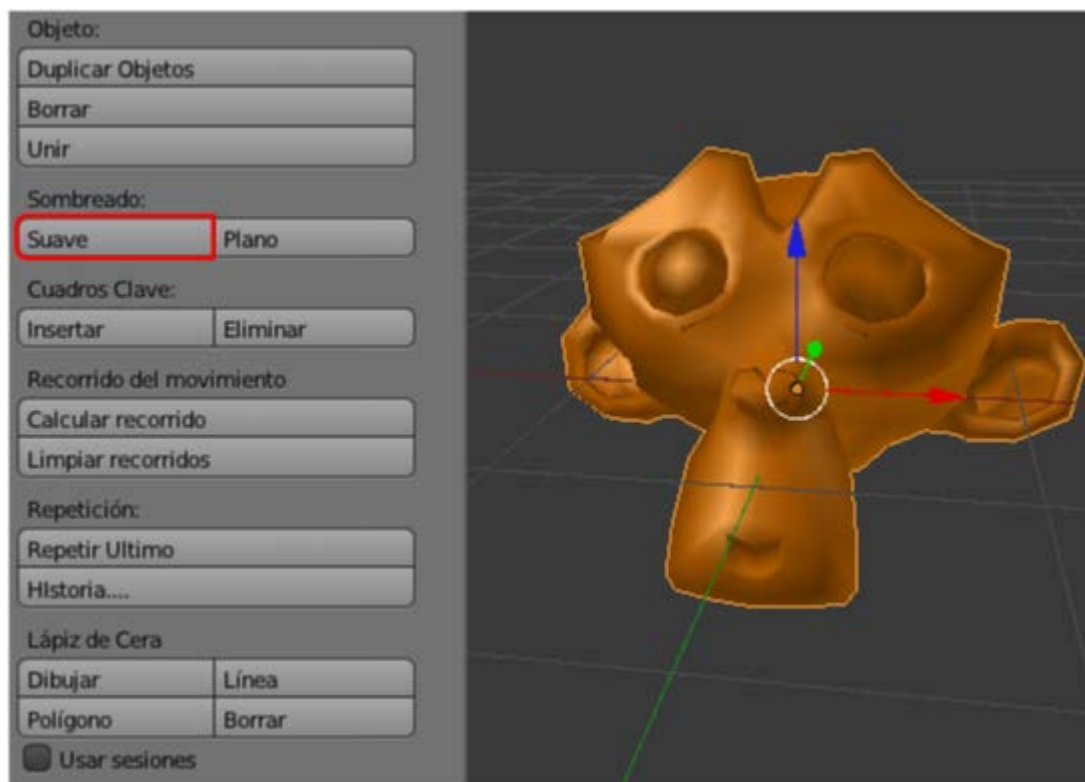 Objeto:
Duplicar Objetos
Borrar
Unir
Sombreado:
Suave Plano
Cuadros Clave:
Insertar Eliminar
Recorrido del movimiento
Calcular recorrido
Limpiar recorridos
Repetición:
Repetir Ultimo
HIstoria....
Lápiz de Cera
Dibujar Línea
Polígono Borrar
Usar sesiones